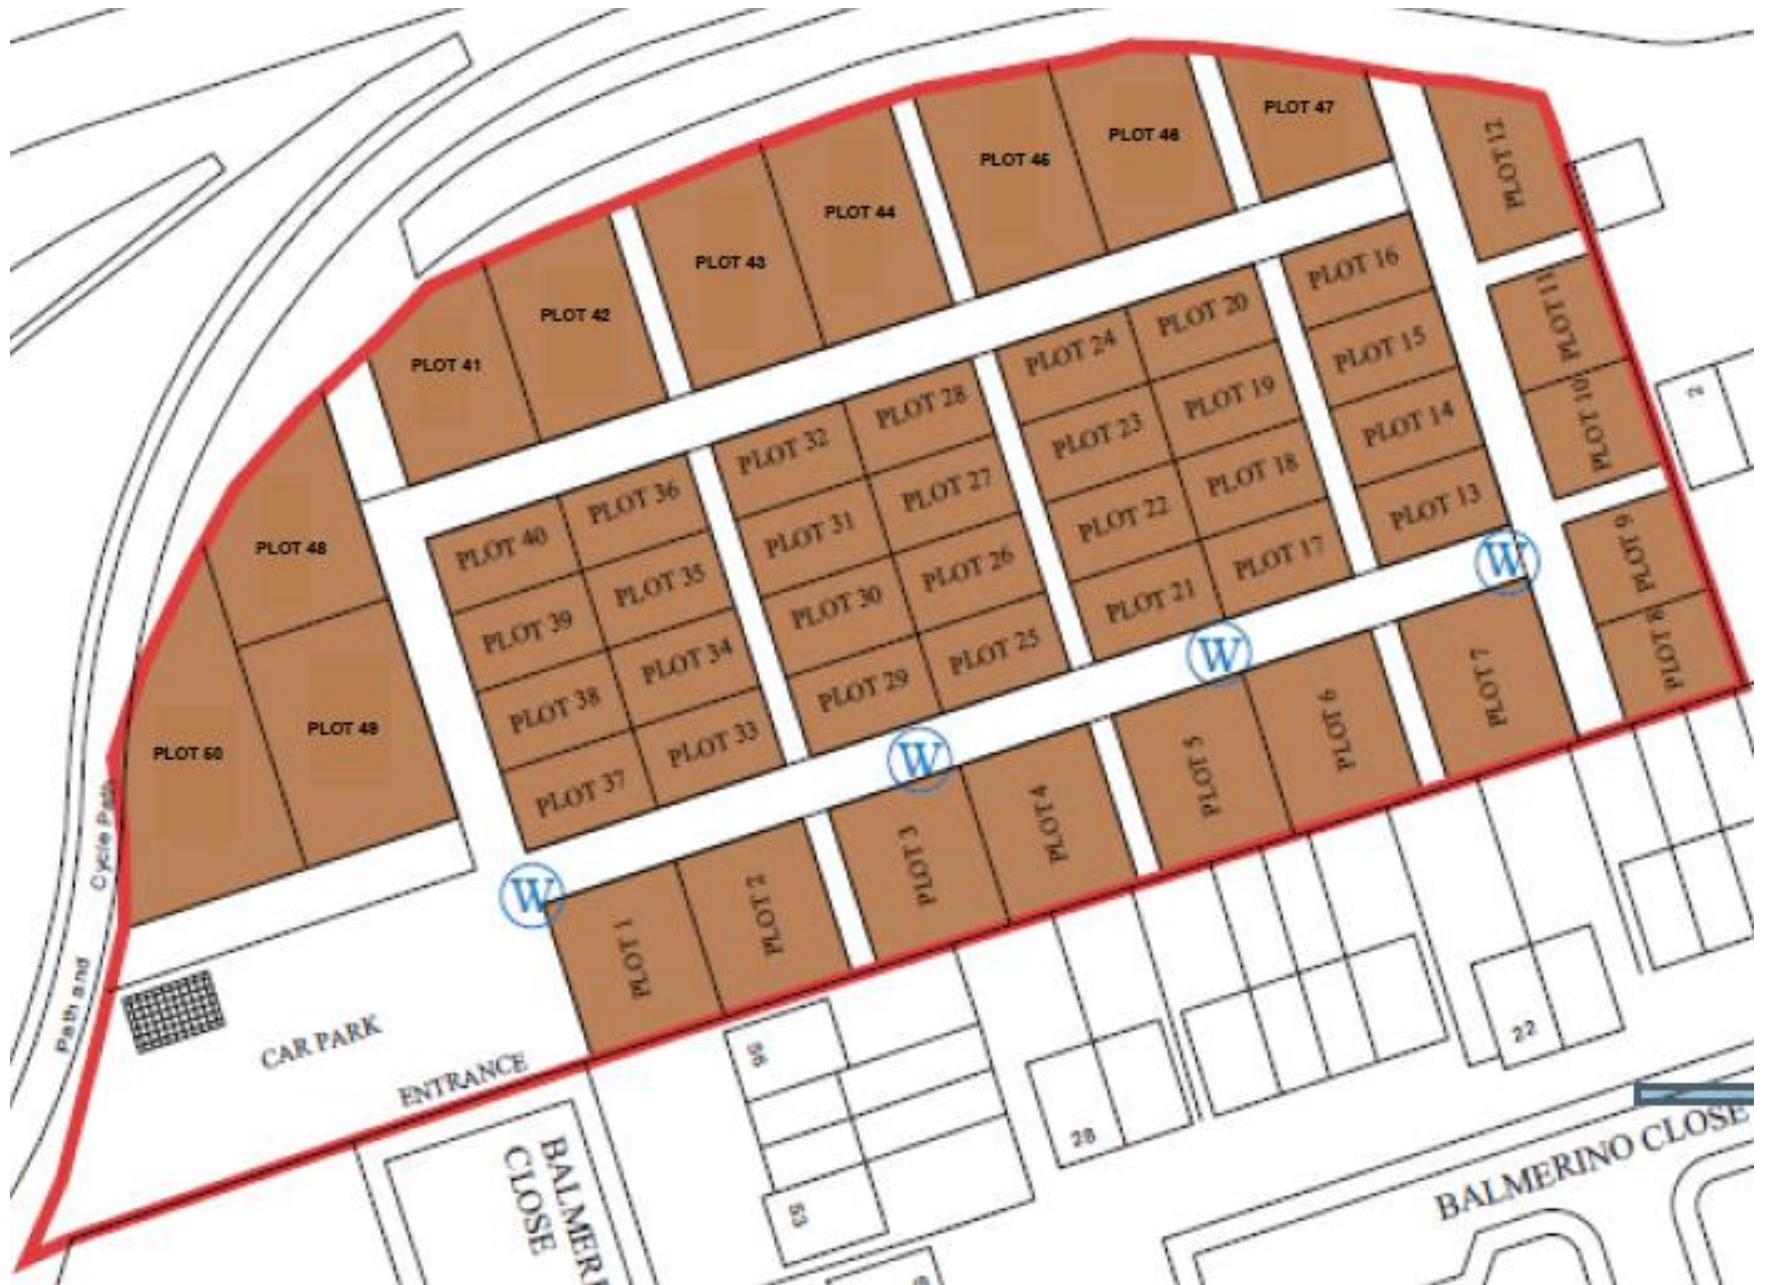 PLOT 47
PLOT 46
PLOT 45
PLOT 12
PLOT 44
PLOT 43
PLOT 42
PLOT 41
PLOT 16
PLOT 20
PLOT 24
PLOT 28
PLOT 32
PLOT 36
PLOT 40
PLOT 11
PLOT 15
PLOT 19
PLOT 23
PLOT 27
PLOT 31
PLOT 35
PLOT 39
PLOT 10
2
PLOT 14
PLOT 18
PLOT 22
PLOT 26
PLOT 30
PLOT 34
PLOT 38
PLOT 48
PLOT 13
PLOT 17
PLOT 21
PLOT 25
PLOT 29
PLOT 33
PLOT 37
PLOT 9
PLOT 8
W
W
W
W
PLOT 49
PLOT 50
PLOT 7
PLOT 6
PLOT 5
PLOT 4
PLOT 3
PLOT 2
PLOT 1
Path and Cycle Path
CAR PARK
ENTRANCE
56
53
28
22
BALMERI
CLOSE
BALMERINO CLOSE